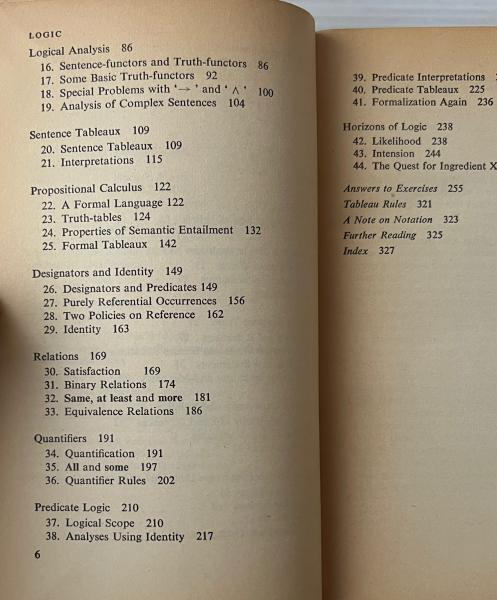 LOGIC
Logical Analysis 86
16. Sentence-functors and Truth-functors 86
17. Some Basic Truth-functors 92
18. Special Problems with '→' and '∧' 100
19. Analysis of Complex Sentences 104
Sentence Tableaux 109
20. Sentence Tableaux 109
21. Interpretations 115
Propositional Calculus 122
22. A Formal Language 122
23. Truth-tables 124
24. Properties of Semantic Entailment 132
25. Formal Tableaux 142
Designators and Identity 149
26. Designators and Predicates 149
27. Purely Referential Occurrences 156
28. Two Policies on Reference 162
29. Identity 163
Relations 169
30. Satisfaction 169
31. Binary Relations 174
32. Same, at least and more 181
33. Equivalence Relations 186
Quantifiers 191
34. Quantification 191
35. All and some 197
36. Quantifier Rules 202
Predicate Logic 210
37. Logical Scope 210
38. Analyses Using Identity 217
6
39. Predicate Interpretations
40. Predicate Tableaux 225
41. Formalization Again 236
Horizons of Logic 238
42. Likelihood 238
43. Intension 244
44. The Quest for Ingredient X
Answers to Exercises 255
Tableau Rules 321
A Note on Notation 323
Further Reading 325
Index 327